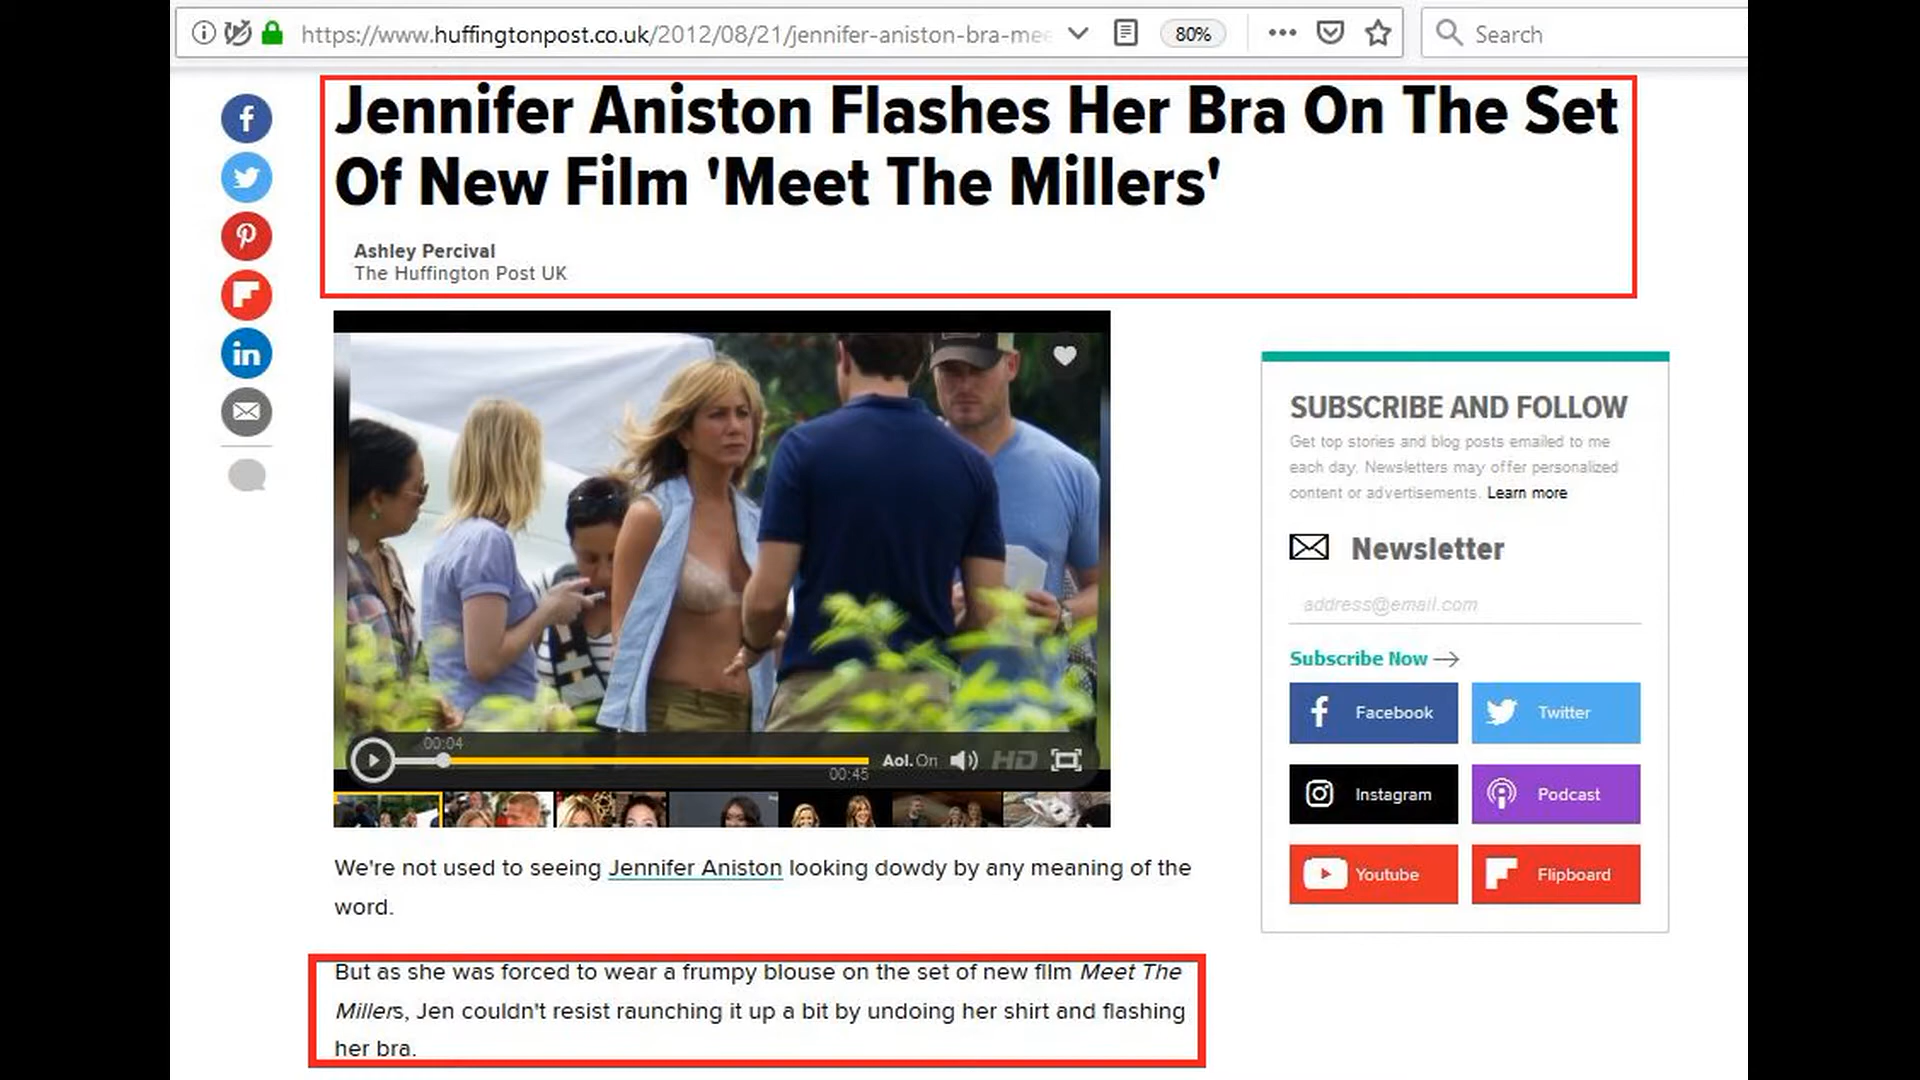 https://www.huffingtonpost.co.uk/2012/08/21/jennifer-aniston-bra-mee
80%
Search
Jennifer Aniston Flashes Her Bra On The Set
Of New Film 'Meet The Millers'
Ashley Percival
The Huffington Post UK
00:04
00:45
Aol.On
HD
SUBSCRIBE AND FOLLOW
Get top stories and blog posts emailed to me
each day. Newsletters may offer personalized
content or advertisements. Learn more
Newsletter
address@email.com
Subscribe Now
Facebook
Twitter
Instagram
Podcast
Youtube
Flipboard
We're not used to seeing Jennifer Aniston looking dowdy by any meaning of the
word.
But as she was forced to wear a frumpy blouse on the set of new film Meet The
Millers, Jen couldn't resist raunching it up a bit by undoing her shirt and flashing
her bra.